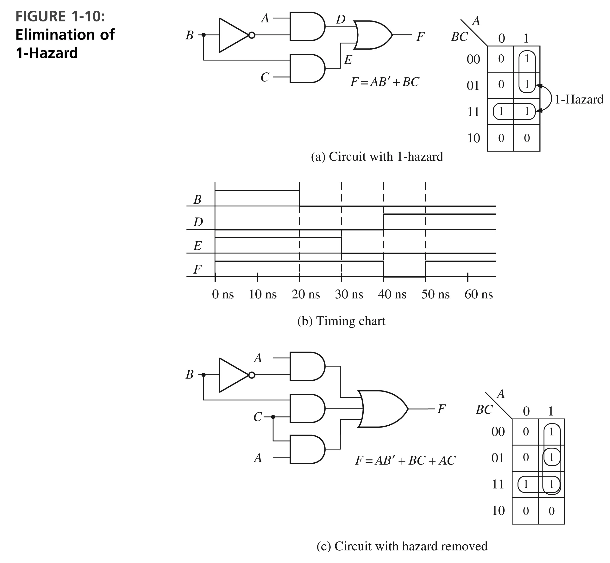 FIGURE 1-10:
Elimination of
1-Hazard
A
D
B
F
E
C
F = AB′ + BC
A
BC
0 1
00 0 1
01 0 1
11 1 1
10 0 0
1-Hazard
(a) Circuit with 1-hazard
B
D
E
F
0 ns 10 ns 20 ns 30 ns 40 ns 50 ns 60 ns
(b) Timing chart
A
B
C
F
A
F = AB′ + BC + AC
A
BC
0 1
00 0 1
01 0 1
11 1 1
10 0 0
(c) Circuit with hazard removed